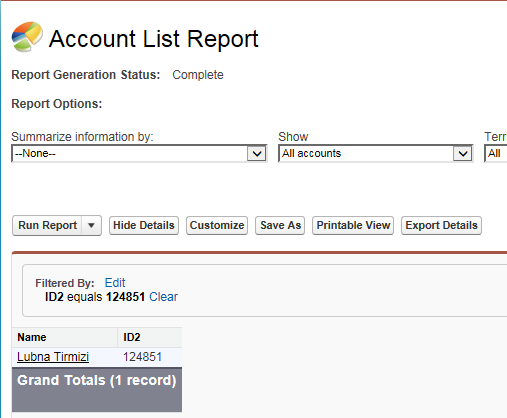 Account List Report
Report Generation Status: Complete
Report Options:
Summarize information by: Show Terr
--None-- All accounts All
Run Report Hide Details Customize Save As Printable View Export Details
Filtered By: Edit
ID2 equals 124851 Clear
Name ID2
Lubna Tirmizi 124851
Grand Totals (1 record)